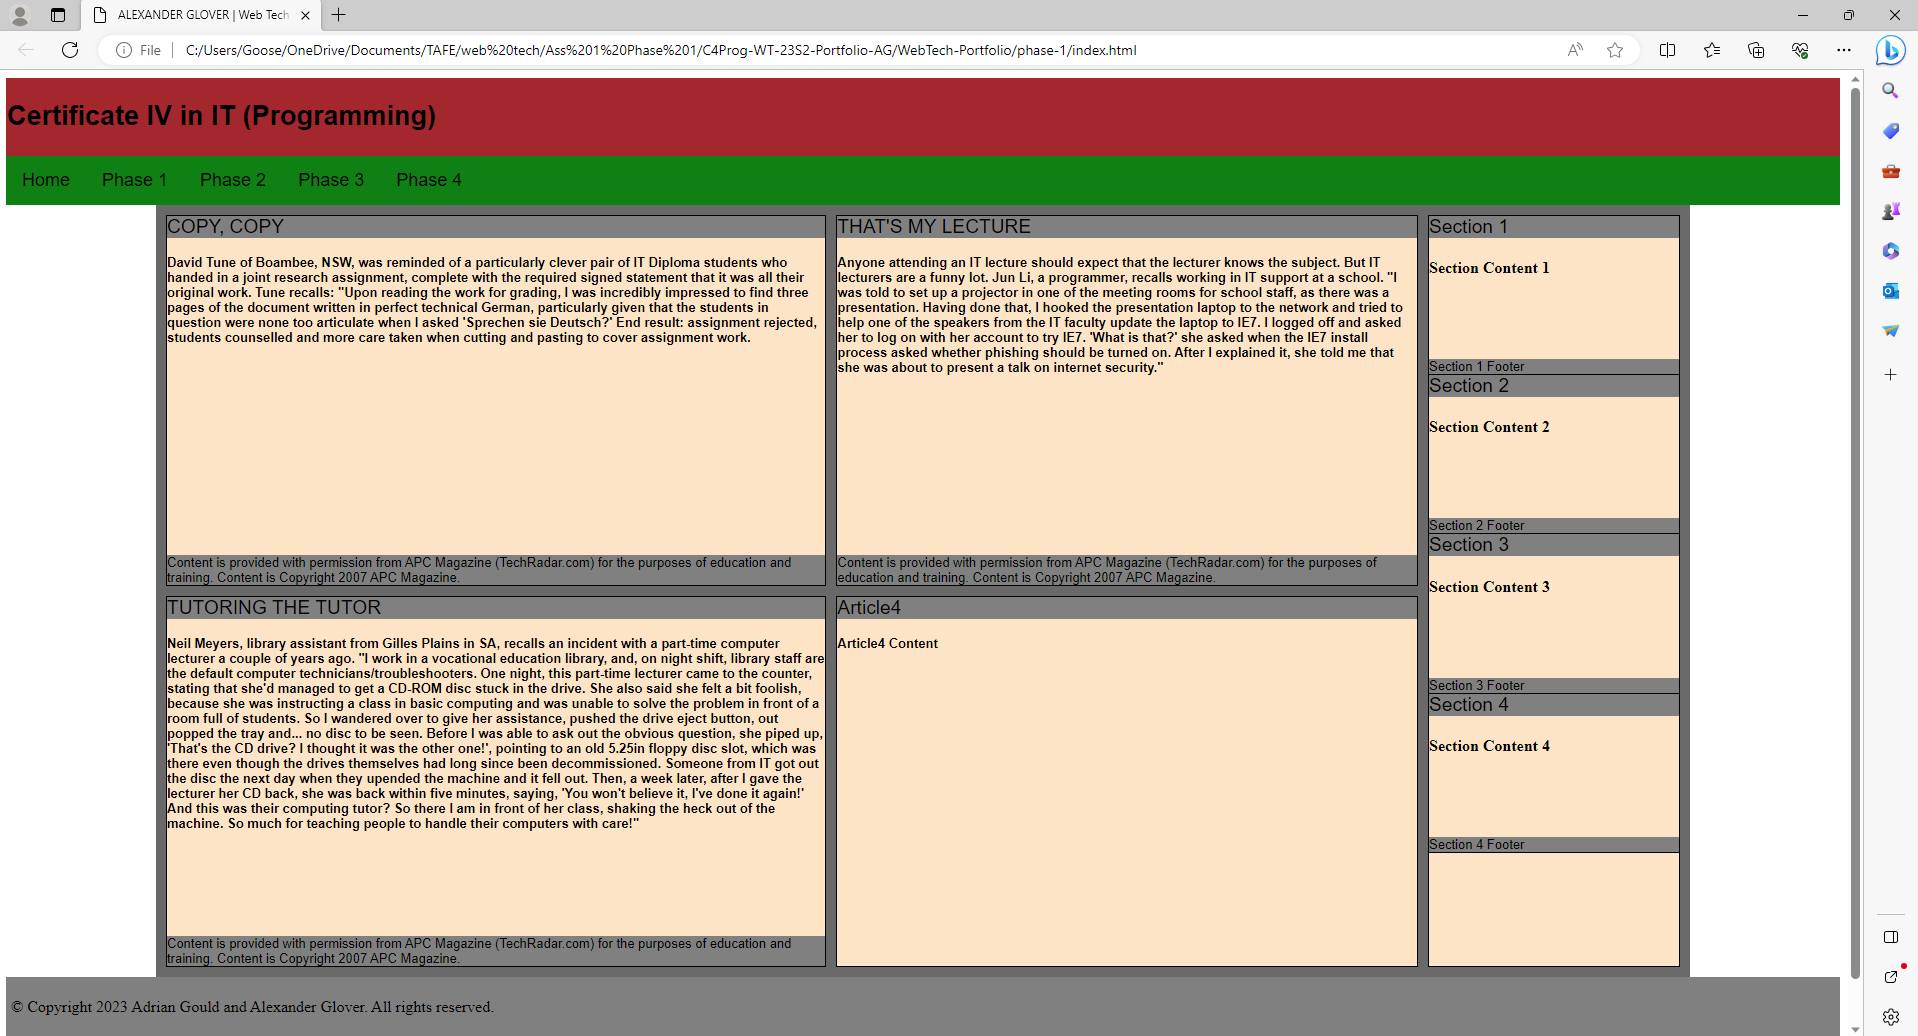 ALEXANDER GLOVER | Web Tech
File
C:/Users/Goose/OneDrive/Documents/TAFE/web%20tech/Ass%201%20Phase%201/C4Prog-WT-23S2-Portfolio-AG/WebTech-Portfolio/phase-1/index.html
Certificate IV in IT (Programming)
Home Phase 1 Phase 2 Phase 3 Phase 4
COPY, COPY
David Tune of Boambee, NSW, was reminded of a particularly clever pair of IT Diploma students who
handed in a joint research assignment, complete with the required signed statement that it was all their
original work. Tune recalls: "Upon reading the work for grading, I was incredibly impressed to find three
pages of the document written in perfect technical German, particularly given that the students in
question were none too articulate when I asked 'Sprechen sie Deutsch?' End result: assignment rejected,
students counselled and more care taken when cutting and pasting to cover assignment work.
Content is provided with permission from APC Magazine (TechRadar.com) for the purposes of education and
training. Content is Copyright 2007 APC Magazine.
THAT'S MY LECTURE
Anyone attending an IT lecture should expect that the lecturer knows the subject. But IT
lecturers are a funny lot. Jun Li, a programmer, recalls working in IT support at a school. "I
was told to set up a projector in one of the meeting rooms for school staff, as there was a
presentation. Having done that, I hooked the presentation laptop to the network and tried to
help one of the speakers from the IT faculty update the laptop to IE7. I logged off and asked
her to log on with her account to try IE7. 'What is that?' she asked when the IE7 install
process asked whether phishing should be turned on. After I explained it, she told me that
she was about to present a talk on internet security."
Content is provided with permission from APC Magazine (TechRadar.com) for the purposes of
education and training. Content is Copyright 2007 APC Magazine.
TUTORING THE TUTOR
Neil Meyers, library assistant from Gilles Plains in SA, recalls an incident with a part-time computer
lecturer a couple of years ago. "I work in a vocational education library, and, on night shift, library staff are
the default computer technicians/troubleshooters. One night, this part-time lecturer came to the counter,
stating that she'd managed to get a CD-ROM disc stuck in the drive. She also said she felt a bit foolish,
because she was instructing a class in basic computing and was unable to solve the problem in front of a
room full of students. So I wandered over to give her assistance, pushed the drive eject button, out
popped the tray and... no disc to be seen. Before I was able to ask out the obvious question, she piped up,
'That's the CD drive? I thought it was the other one!', pointing to an old 5.25in floppy disc slot, which was
there even though the drives themselves had long since been decommissioned. Someone from IT got out
the disc the next day when they upended the machine and it fell out. Then, a week later, after I gave the
lecturer her CD back, she was back within five minutes, saying, 'You won't believe it, I've done it again!'
And this was their computing tutor? So there I am in front of her class, shaking the heck out of the
machine. So much for teaching people to handle their computers with care!"
Content is provided with permission from APC Magazine (TechRadar.com) for the purposes of education and
training. Content is Copyright 2007 APC Magazine.
Article4
Article4 Content
Section 1
Section Content 1
Section 1 Footer
Section 2
Section Content 2
Section 2 Footer
Section 3
Section Content 3
Section 3 Footer
Section 4
Section Content 4
Section 4 Footer
© Copyright 2023 Adrian Gould and Alexander Glover. All rights reserved.